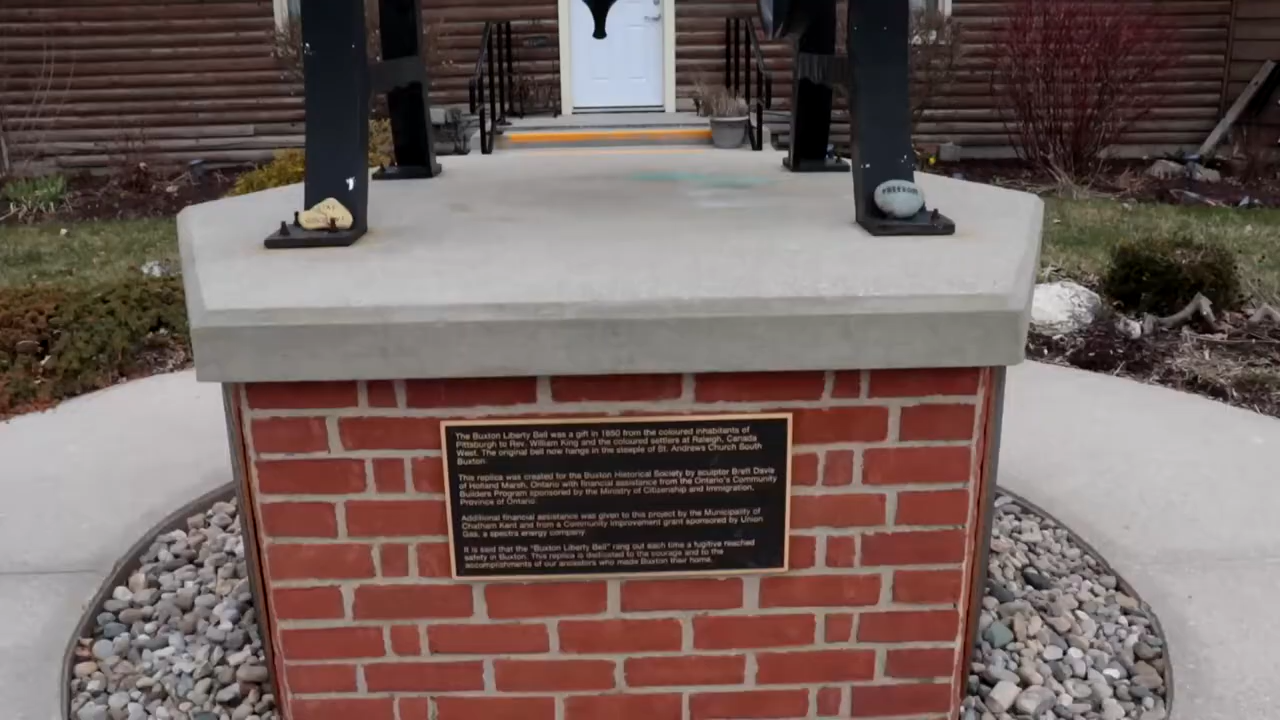 FREEDOM
The Buxton Liberty Bell was a gift in 1850 from the coloured inhabitants of
Pittsburgh to Rev. William King and the coloured settlers at Raleigh, Canada
West. The original bell now hangs in the steeple of St. Andrews Church South
Buxton.
This replica was created for the Buxton Historical Society by sculptor Brett Davis
of Holland Marsh, Ontario with financial assistance from the Ontario's Community
Builders Program sponsored by the Ministry of Citizenship and Immigration,
Province of Ontario.
Additional financial assistance was given to this project by the Municipality of
Chatham Kent and from a Community Improvement grant sponsored by Union
Gas, a spectra energy company.
It is said that the "Buxton Liberty Bell" rang out each time a fugitive reached
safety in Buxton. This replica is dedicated to the courage and to the
accomplishments of our ancestors who made Buxton their home.